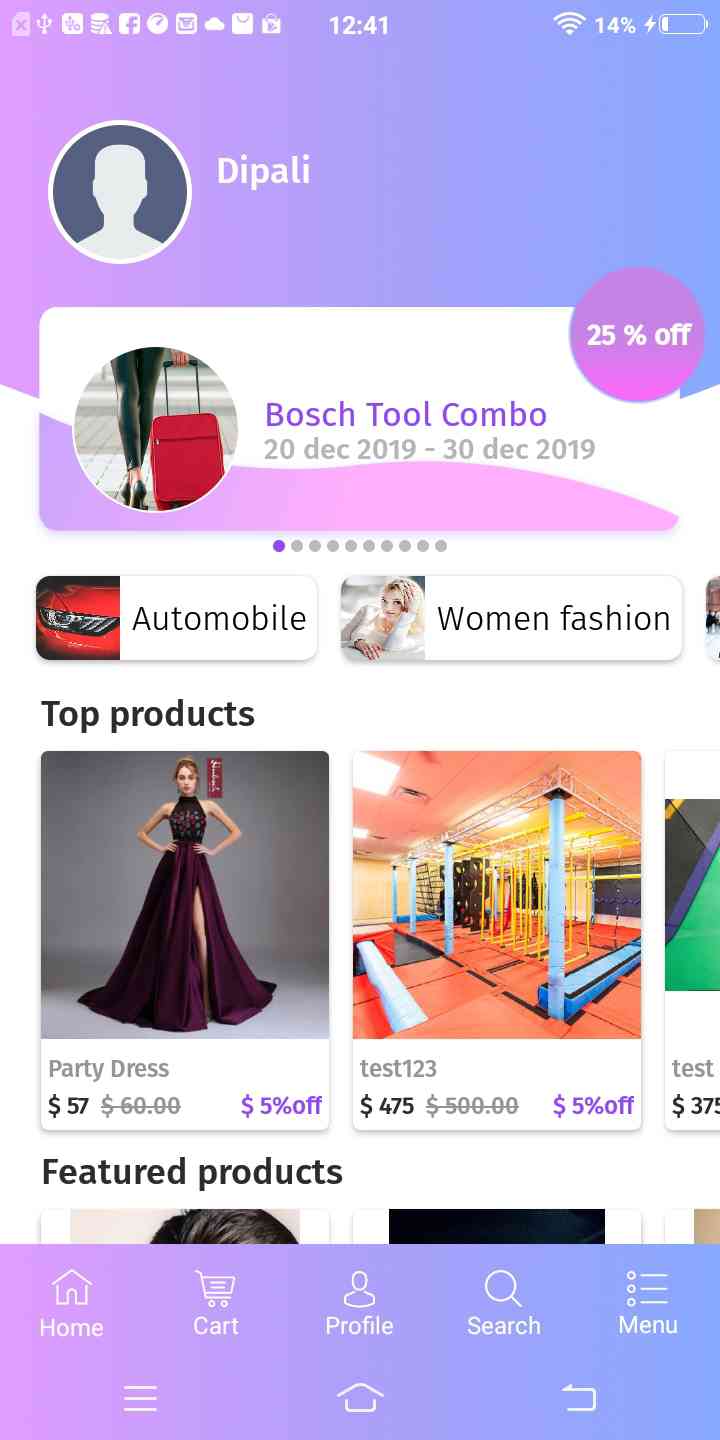 12:41
14%
Dipali
25 % off
Bosch Tool Combo
20 dec 2019 - 30 dec 2019
Automobile
Women fashion
Top products
Party Dress
$ 57 $ 60.00 $ 5%off
test123
$ 475 $ 500.00 $ 5%off
test
$ 375
Featured products
Home
Cart
Profile
Search
Menu